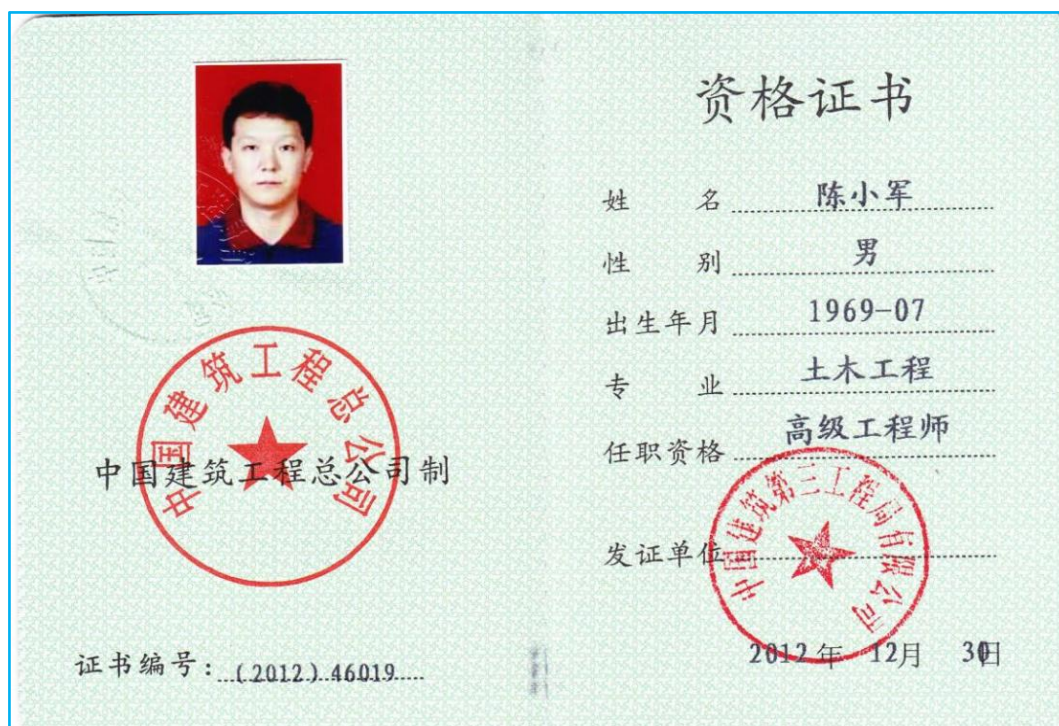 中国建筑工程总公司
中国建筑工程总公司制
证书编号：(2012)46019
资格证书
姓 名 陈小军
性 别 男
出生年月 1969-07
专 业 土木工程
任职资格 高级工程师
发证单位
中国建筑第三工程局有限公司
2012年 12月 30日